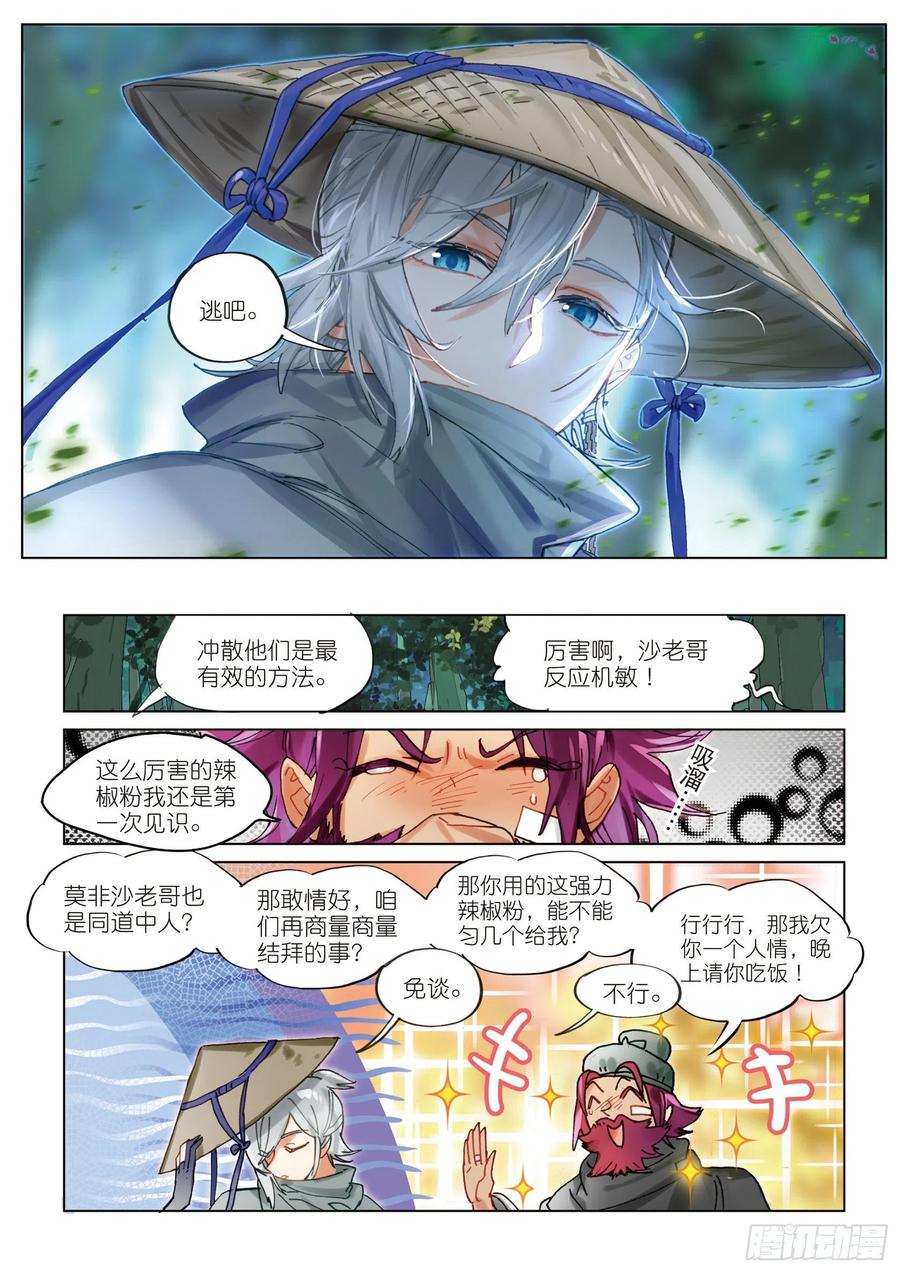 逃吧。
冲散他们是最
有效的方法。
厉害啊，沙老哥
反应机敏！
这么厉害的辣
椒粉我还是第
一次见识。
吸溜……
莫非沙老哥也
是同道中人？
那敢情好，咱
们再商量商量
结拜的事？
免谈。
那你用的这强力
辣椒粉，能不能
匀几个给我？
不行。
行行行，那我欠
你一个人情，晚
上请你吃饭！
腾讯动漫